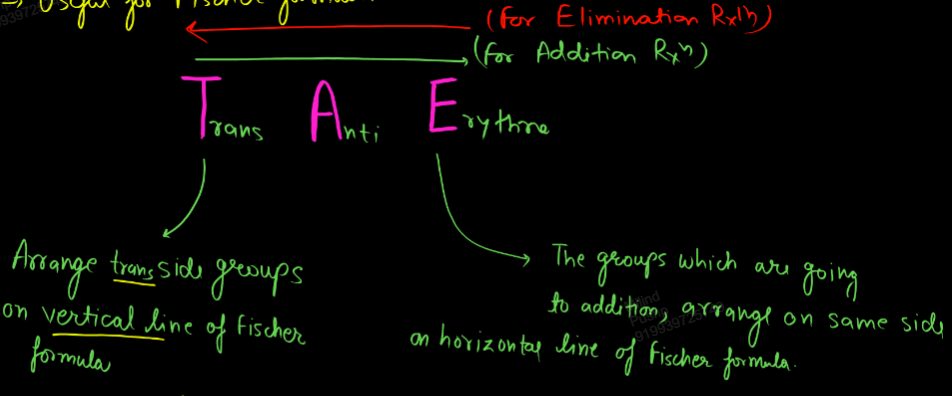 → Useful for Fischer formula.
(For Elimination Rx|n)
(for Addition Rxn)
Trans Anti Erythro
Arrange trans side groups
on vertical line of Fischer
formula
The groups which are going
to addition, arrange on same side
on horizontal line of Fischer formula.